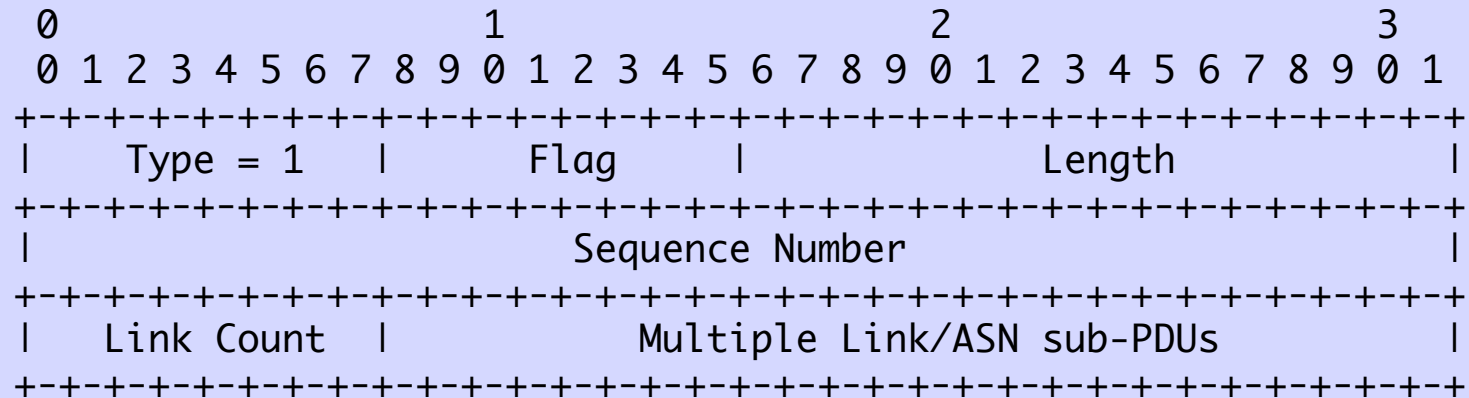 0                   1                   2                   3
 0 1 2 3 4 5 6 7 8 9 0 1 2 3 4 5 6 7 8 9 0 1 2 3 4 5 6 7 8 9 0 1
+-+-+-+-+-+-+-+-+-+-+-+-+-+-+-+-+-+-+-+-+-+-+-+-+-+-+-+-+-+-+-+-+
|    Type = 1   |      Flag     |             Length            |
+-+-+-+-+-+-+-+-+-+-+-+-+-+-+-+-+-+-+-+-+-+-+-+-+-+-+-+-+-+-+-+-+
|                        Sequence Number                        |
+-+-+-+-+-+-+-+-+-+-+-+-+-+-+-+-+-+-+-+-+-+-+-+-+-+-+-+-+-+-+-+-+
|   Link Count  |           Multiple Link/ASN sub-PDUs          |
+-+-+-+-+-+-+-+-+-+-+-+-+-+-+-+-+-+-+-+-+-+-+-+-+-+-+-+-+-+-+-+-+